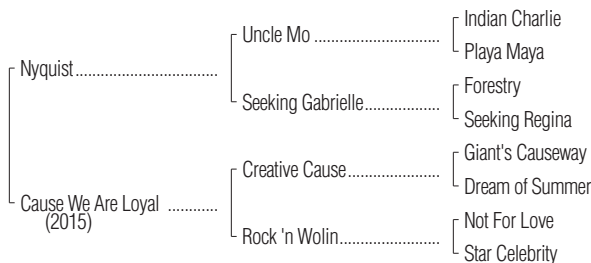 Indian Charlie
Uncle Mo ..............................
Playa Maya
Nyquist..................................
Forestry
Seeking Gabrielle..................
Seeking Regina
Giant's Causeway
Creative Cause......................
Dream of Summer
Cause We Are Loyal ............
(2015)
Not For Love
Rock 'n Wolin........................
Star Celebrity